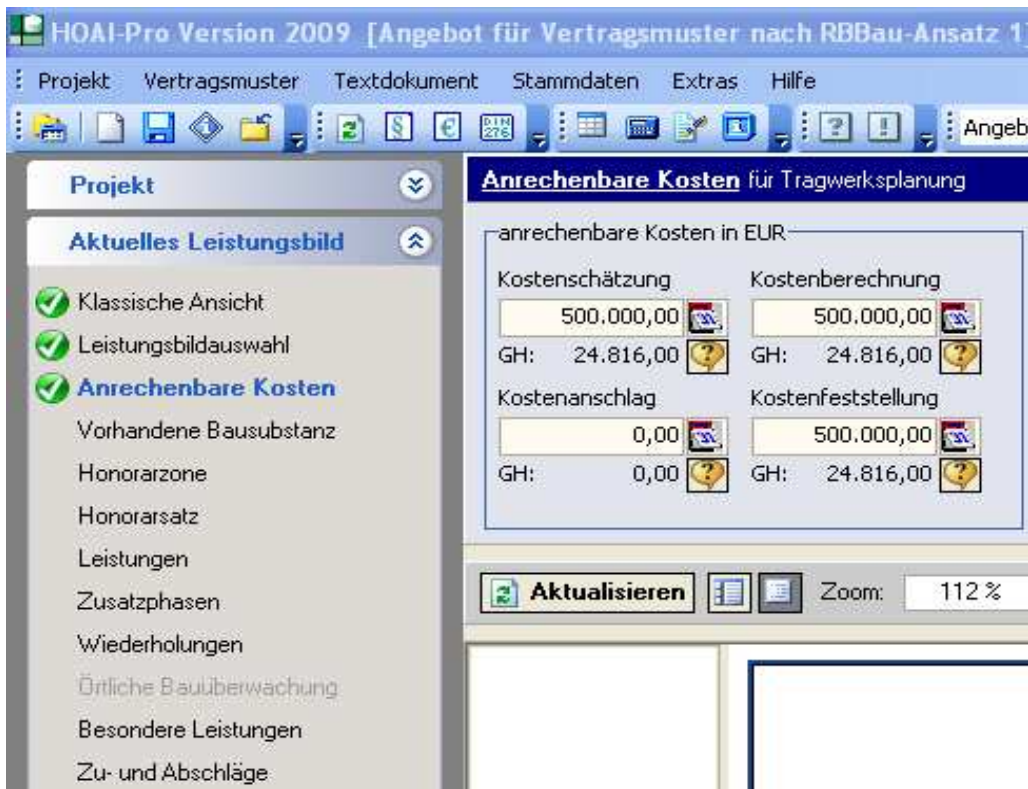 HOAI-Pro Version 2009 [Angebot für Vertragsmuster nach RBBau-Ansatz 1]
Projekt Vertragsmuster Textdokument Stammdaten Extras Hilfe
§ € DIN 276 ? ! Angeb
Projekt
Aktuelles Leistungsbild
Klassische Ansicht
Leistungsbildauswahl
Anrechenbare Kosten
Vorhandene Bausubstanz
Honorarzone
Honorarsatz
Leistungen
Zusatzphasen
Wiederholungen
Örtliche Bauüberwachung
Besondere Leistungen
Zu- und Abschläge
Anrechenbare Kosten für Tragwerksplanung
anrechenbare Kosten in EUR
Kostenschätzung Kostenberechnung
500.000,00 500.000,00
GH: 24.816,00 ? GH: 24.816,00 ?
Kostenanschlag Kostenfeststellung
0,00 500.000,00
GH: 0,00 ? GH: 24.816,00 ?
Aktualisieren Zoom: 112 %